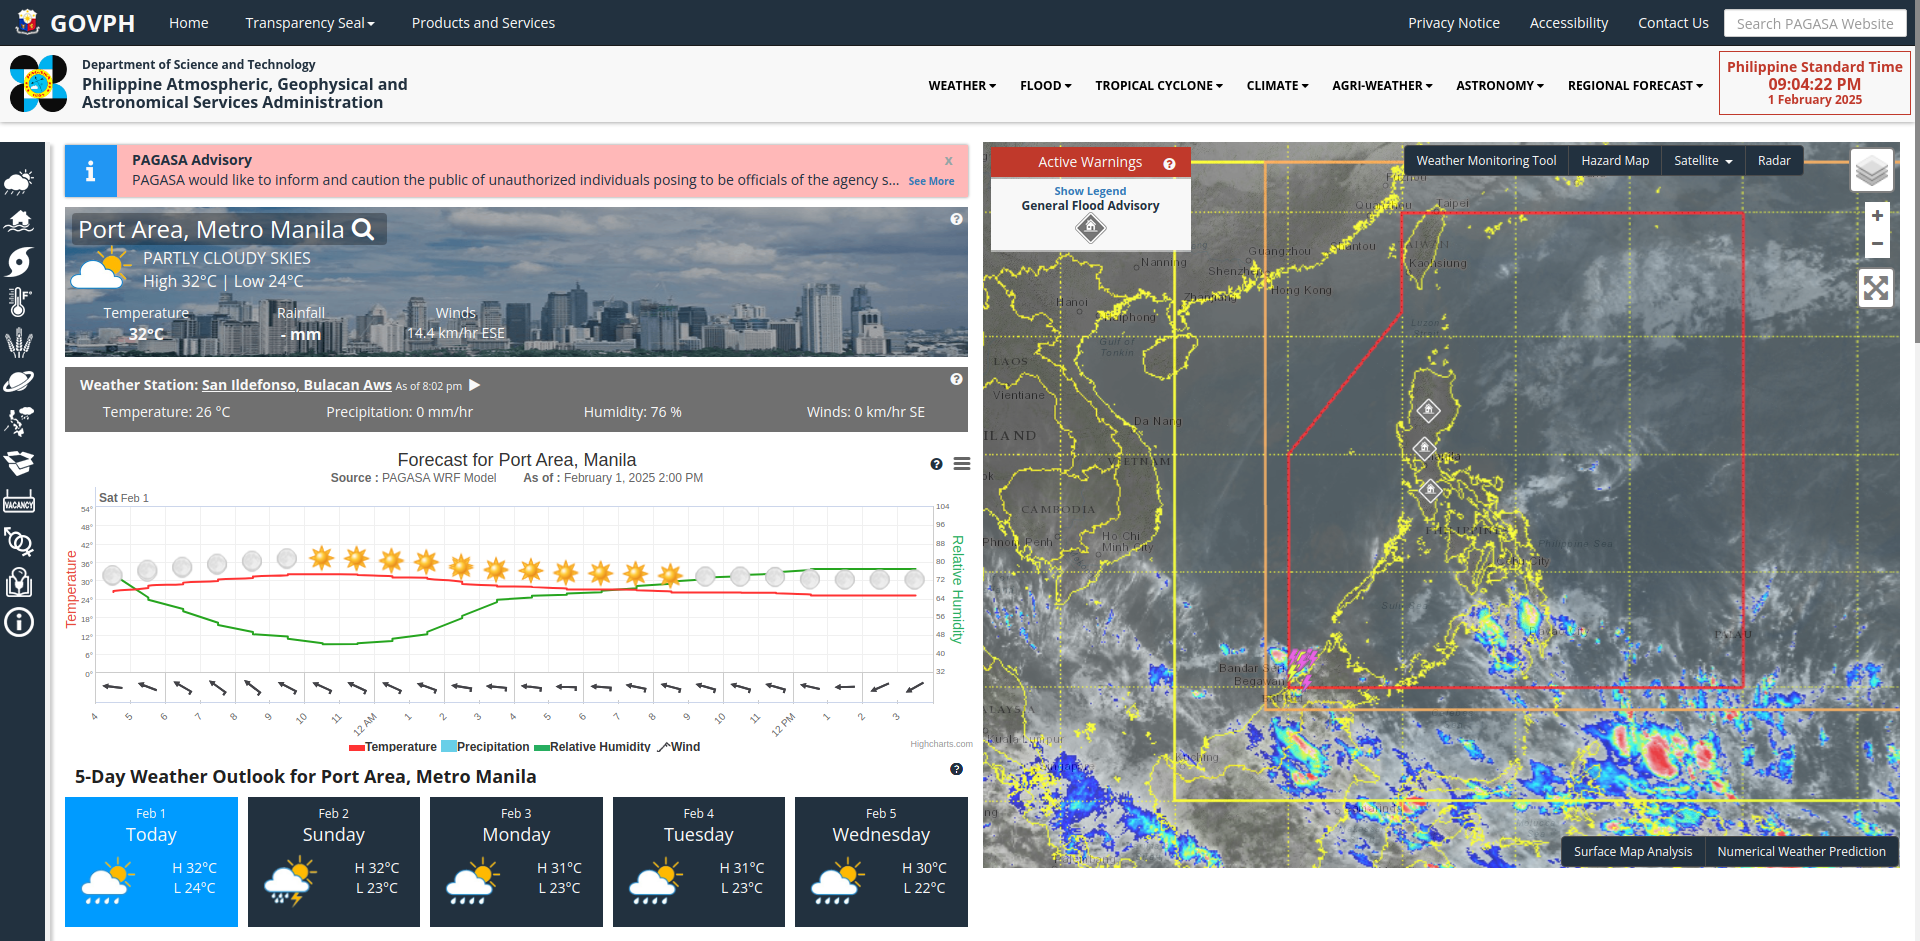 GOVPH
Home
Transparency Seal
Products and Services
Privacy Notice
Accessibility
Contact Us
Search PAGASA Website
Department of Science and Technology
Philippine Atmospheric, Geophysical and
Astronomical Services Administration
WEATHER
FLOOD
TROPICAL CYCLONE
CLIMATE
AGRI-WEATHER
ASTRONOMY
REGIONAL FORECAST
Philippine Standard Time
09:04:22 PM
1 February 2025
VACANCY
PAGASA Advisory
x
PAGASA would like to inform and caution the public of unauthorized individuals posing to be officials of the agency s... See More
Port Area, Metro Manila
PARTLY CLOUDY SKIES
High 32°C | Low 24°C
Temperature
Rainfall
Winds
32°C
- mm
14.4 km/hr ESE
Weather Station: San Ildefonso, Bulacan Aws As of 8:02 pm
Temperature: 26 °C
Precipitation: 0 mm/hr
Humidity: 76 %
Winds: 0 km/hr SE
Forecast for Port Area, Manila
Source : PAGASA WRF Model As of : February 1, 2025 2:00 PM
Sat Feb 1
Temperature
54°
48°
42°
36°
30°
24°
18°
12°
6°
0°
104
96
88
80
72
64
56
48
40
32
Relative Humidity
4 5 6 7 8 9 10 11 12 AM 1 2 3 4 5 6 7 8 9 10 11 12 PM 1 2 3
Temperature Precipitation Relative Humidity Wind
Highcharts.com
5-Day Weather Outlook for Port Area, Metro Manila
Feb 1
Today
H 32°C
L 24°C
Feb 2
Sunday
H 32°C
L 23°C
Feb 3
Monday
H 31°C
L 23°C
Feb 4
Tuesday
H 31°C
L 23°C
Feb 5
Wednesday
H 30°C
L 22°C
Active Warnings
Show Legend
General Flood Advisory
Weather Monitoring Tool
Hazard Map
Satellite
Radar
+
−
Taipei
Guangzhou
Shantou
Kaohsiung
Nanning
Shenzhen
Hong Kong
Hanoi
Haiphong
Gulf of
Tonkin
Luzon
LAOS
Vientiane
Da Nang
ILAND
VIETNAM
CAMBODIA
Phnom Penh
Ho Chi
Minh City
Philippine Sea
Sulu
PALAU
Bandar Seri
Begawan
Kuala Lumpur
Kuching
Surface Map Analysis
Numerical Weather Prediction